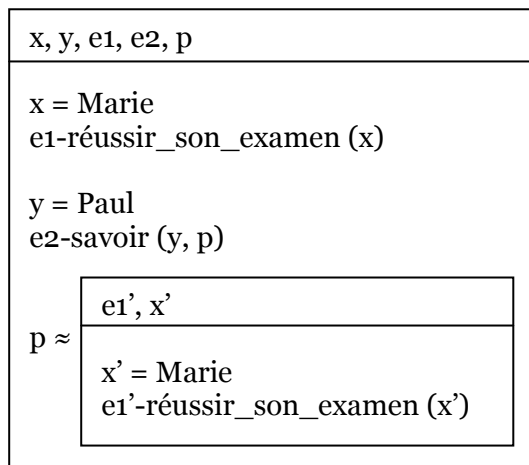 x, y, e1, e2, p
x = Marie
e1-réussir_son_examen (x)
y = Paul
e2-savoir (y, p)
e1’, x’
p ≈
x’ = Marie
e1’-réussir_son_examen (x’)